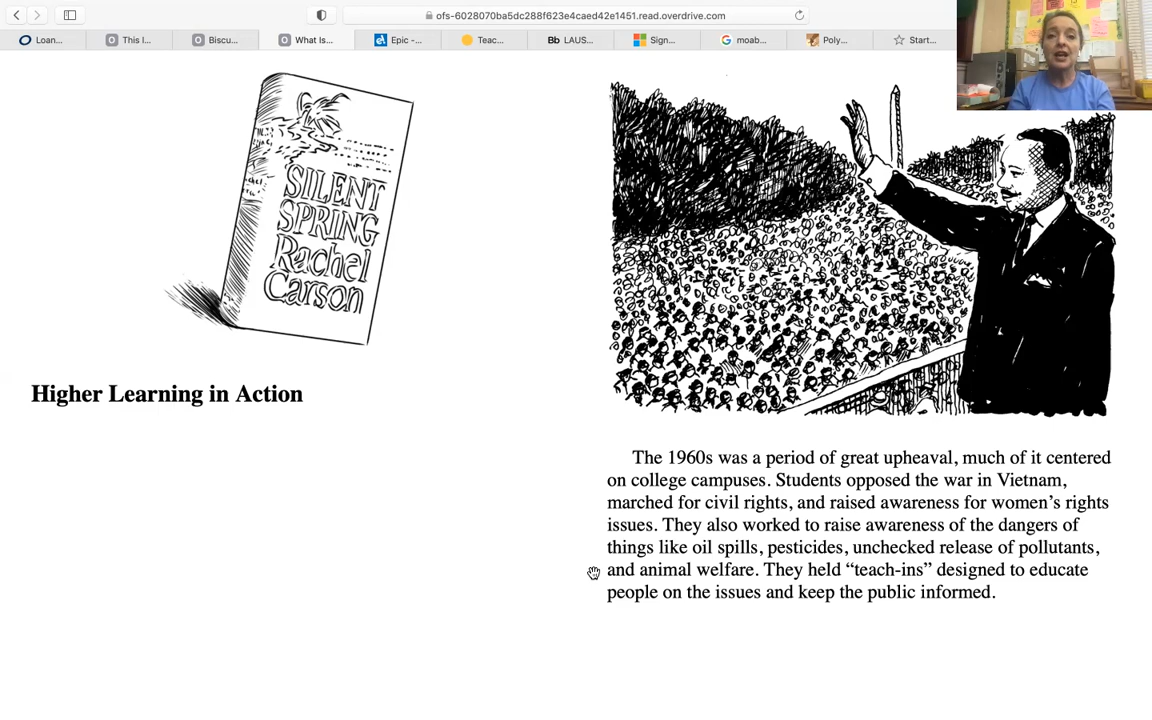 ofs-6028070ba5dc288f623e4caed42e1451.read.overdrive.com
Loan...
This I...
Biscu...
What Is...
Epic -...
Teac...
Bb LAUS...
Sign...
G moab...
Poly...
Start...
SILENT
SPRING
Rachel
Carson
Higher Learning in Action
The 1960s was a period of great upheaval, much of it centered
on college campuses. Students opposed the war in Vietnam,
marched for civil rights, and raised awareness for women’s rights
issues. They also worked to raise awareness of the dangers of
things like oil spills, pesticides, unchecked release of pollutants,
and animal welfare. They held “teach-ins” designed to educate
people on the issues and keep the public informed.